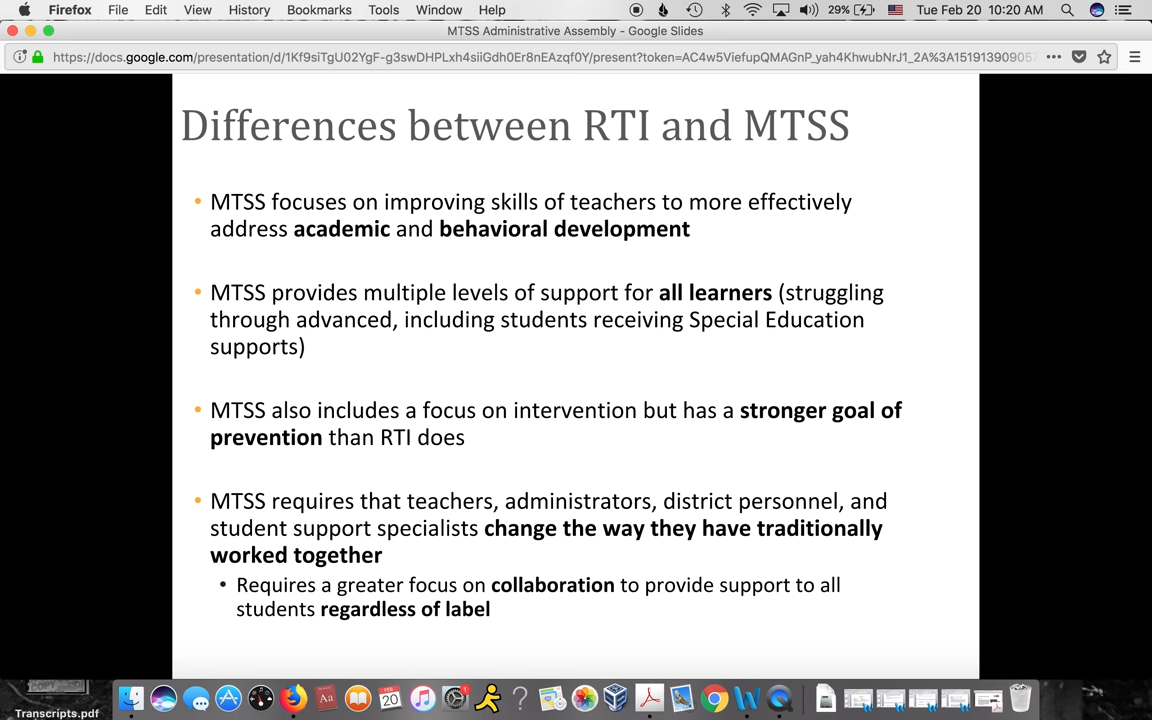 Firefox File Edit View History Bookmarks Tools Window Help 29% Tue Feb 20 10:20 AM
MTSS Administrative Assembly - Google Slides
https://docs.google.com/presentation/d/1Kf9siTgU02YgF-g3swDHPLxh4siiGdh0Er8nEAzqf0Y/present?token=AC4w5ViefupQMAGnP_yah4KhwubNrJ1_2A%3A151913909057
Differences between RTI and MTSS
• MTSS focuses on improving skills of teachers to more effectively
address academic and behavioral development
• MTSS provides multiple levels of support for all learners (struggling
through advanced, including students receiving Special Education
supports)
• MTSS also includes a focus on intervention but has a stronger goal of
prevention than RTI does
• MTSS requires that teachers, administrators, district personnel, and
student support specialists change the way they have traditionally
worked together
• Requires a greater focus on collaboration to provide support to all
students regardless of label
Aa
FEB
20
1
?
W
COPY
Transcripts.pdf